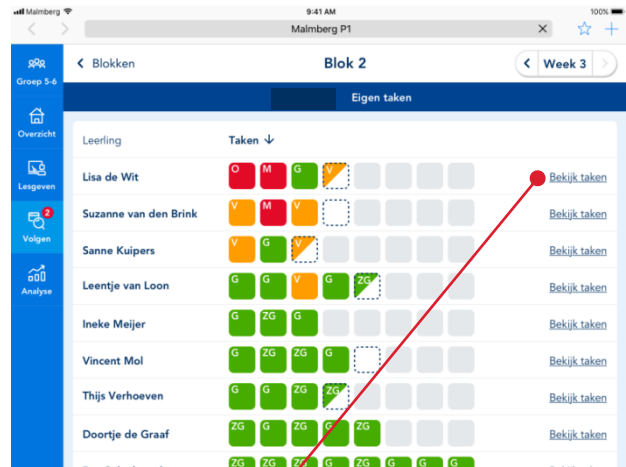 Malmberg 9:41 AM 100%
Malmberg P1
Groep 5-6
Overzicht
Lesgeven
2
Volgen
Analyse
Blokken Blok 2 Week 3
Eigen taken
Leerling Taken
Lisa de Wit O M G V Bekijk taken
Suzanne van den Brink V M V Bekijk taken
Sanne Kuipers V G V Bekijk taken
Leentje van Loon G G V G ZG Bekijk taken
Ineke Meijer G ZG G Bekijk taken
Vincent Mol G ZG ZG G Bekijk taken
Thijs Verhoeven G G ZG ZG Bekijk taken
Doortje de Graaf ZG G ZG G ZG Bekijk taken
ZG ZG ZG G ZG G G G